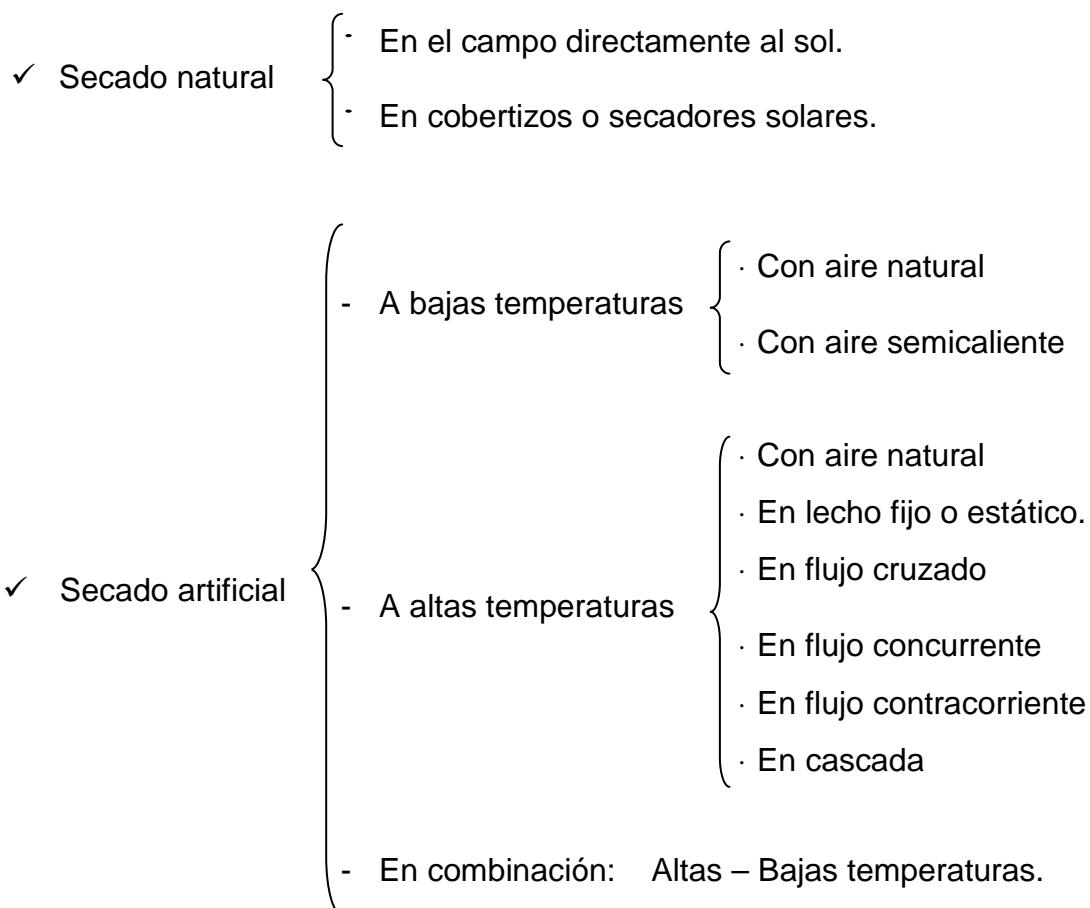 - En el campo directamente al sol.
✓ Secado natural
- En cobertizos o secadores solares.
· Con aire natural
- A bajas temperaturas
· Con aire semicaliente
· Con aire natural
· En lecho fijo o estático.
· En flujo cruzado
✓ Secado artificial
- A altas temperaturas
· En flujo concurrente
· En flujo contracorriente
· En cascada
- En combinación: Altas – Bajas temperaturas.